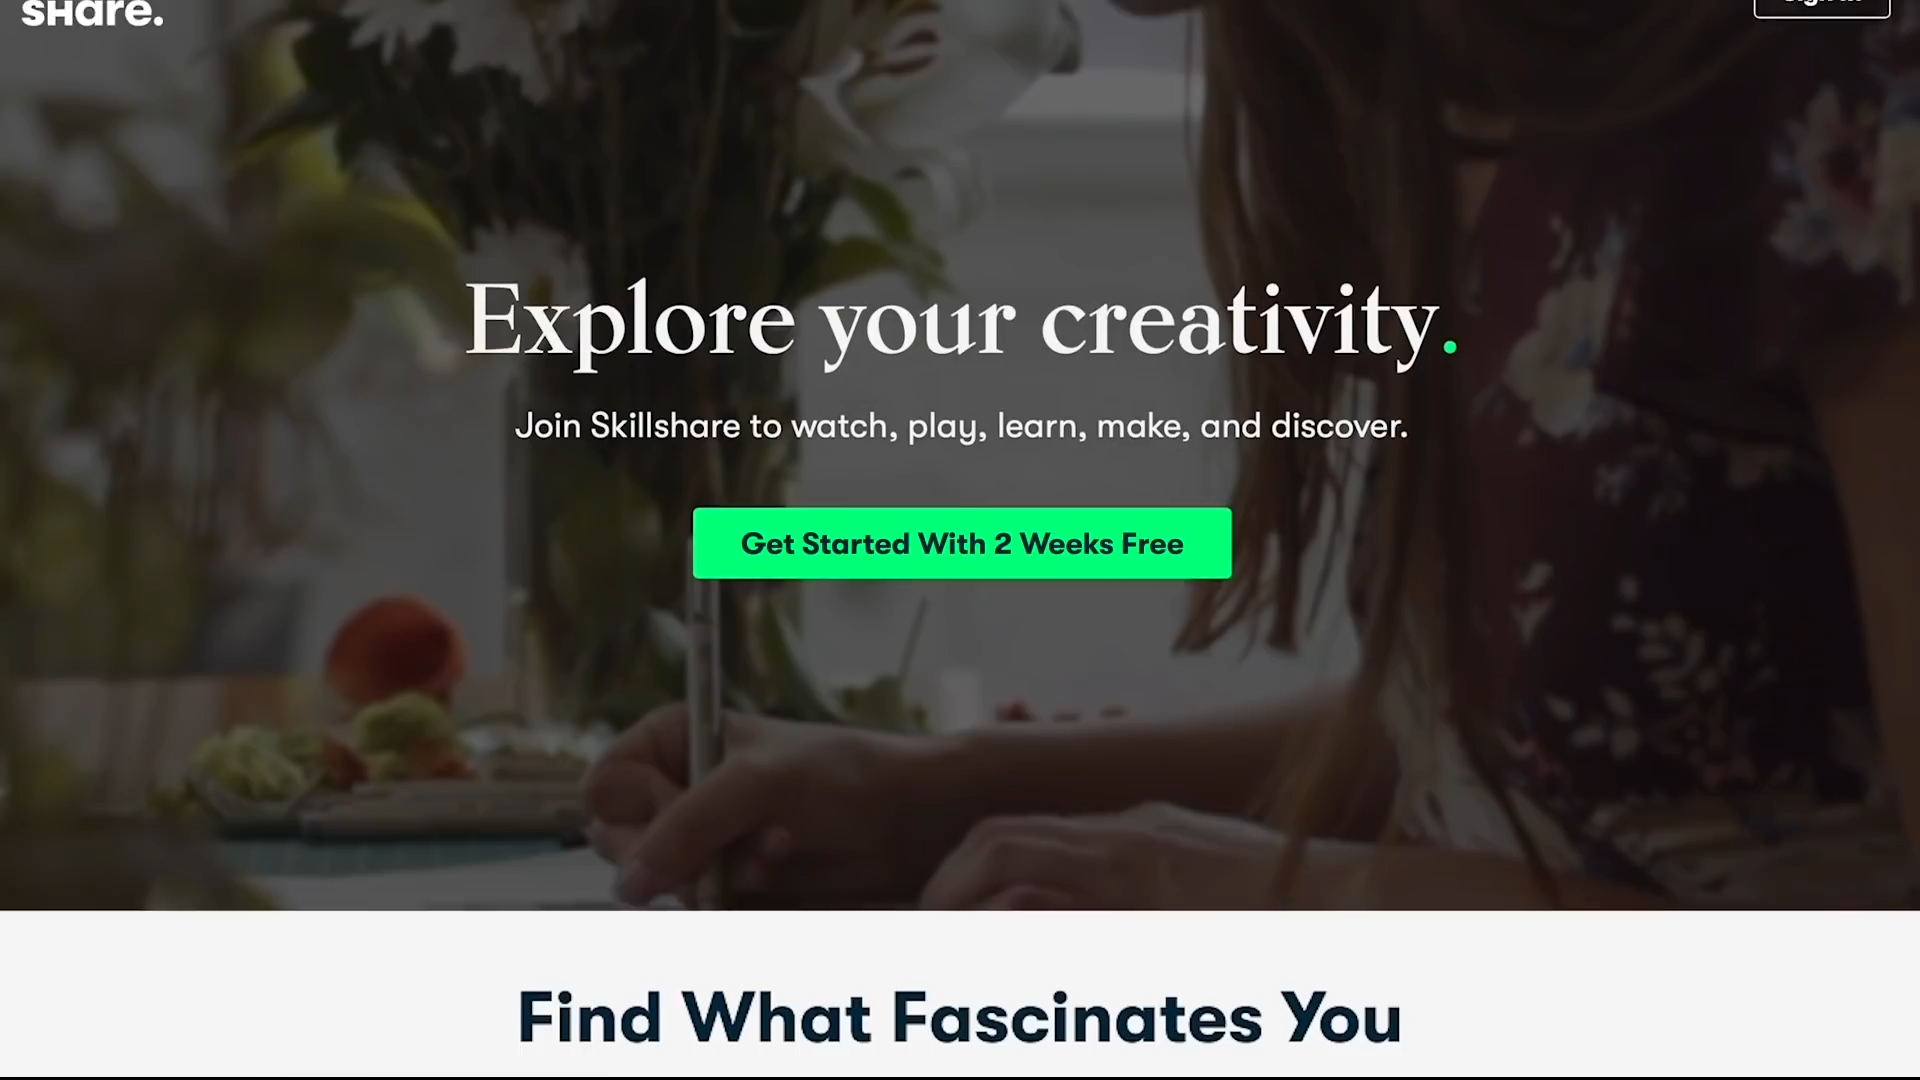 SHare.
Explore your creativity.
Join Skillshare to watch, play, learn, make, and discover.
Get Started With 2 Weeks Free
Find What Fascinates You